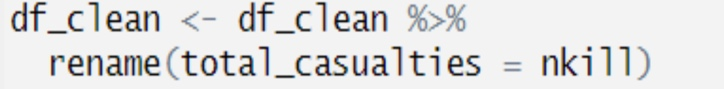 df_clean <- df_clean %>%
rename(total_casualties = nkill)